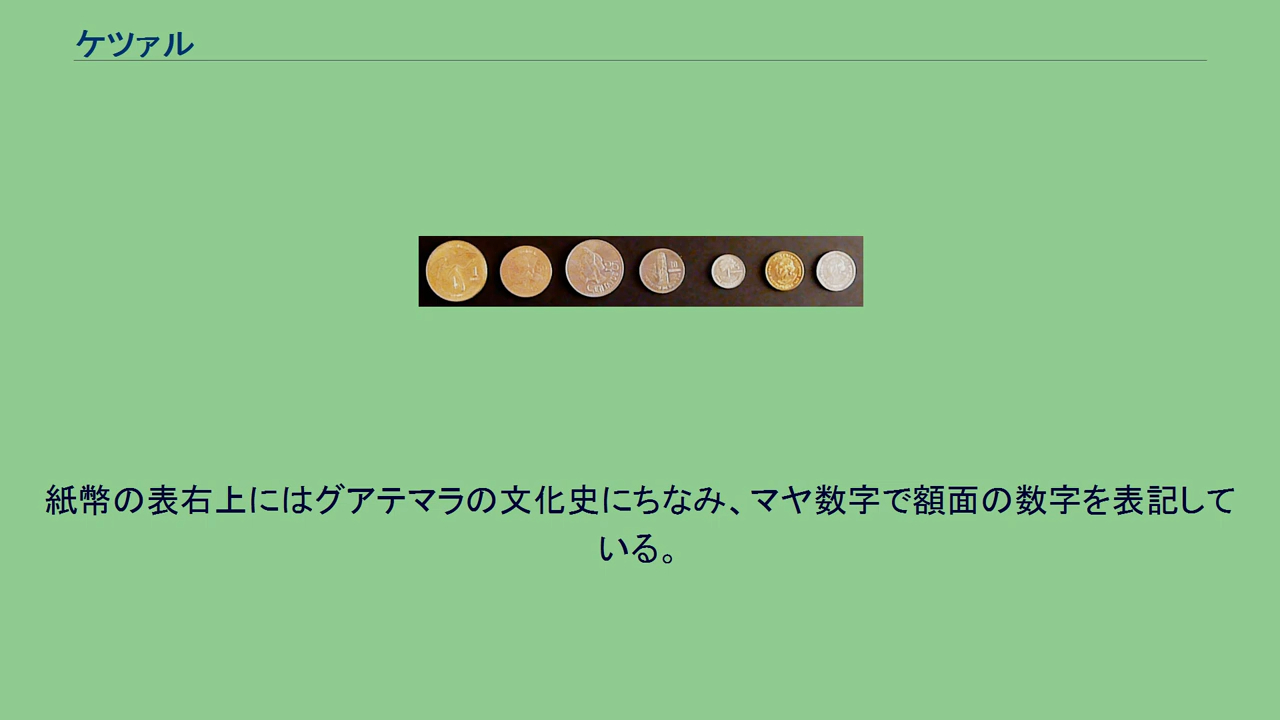 ケツァル
紙幣の表右上にはグアテマラの文化史にちなみ、マヤ数字で額面の数字を表記して
いる。